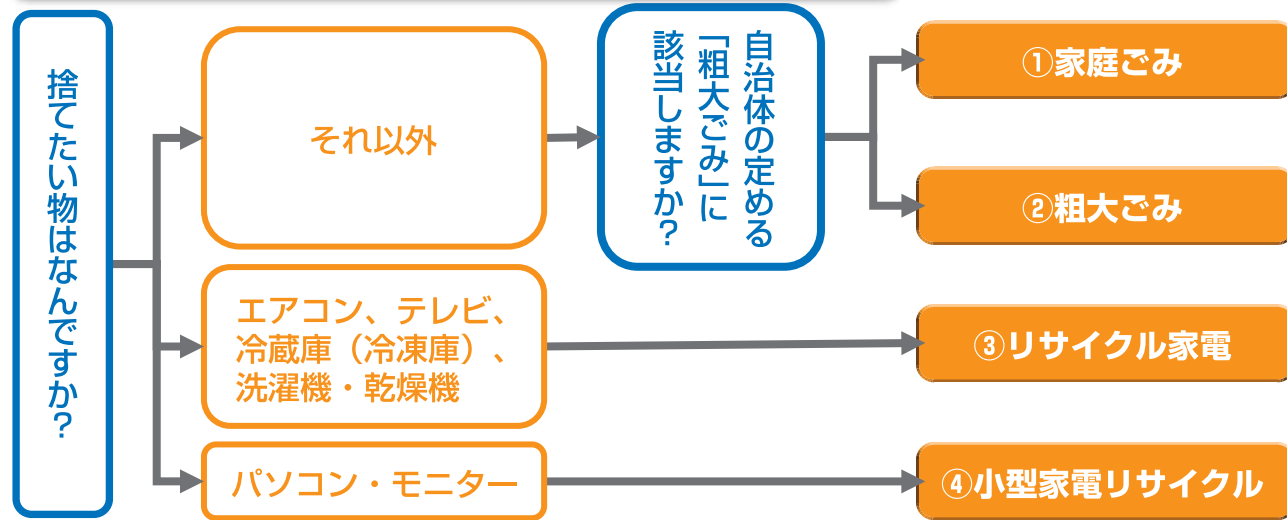 捨てたい物はなんですか？
それ以外
自治体の定める
「粗大ごみ」に
該当しますか？
①家庭ごみ
②粗大ごみ
エアコン、テレビ、
冷蔵庫（冷凍庫）、
洗濯機・乾燥機
③リサイクル家電
パソコン・モニター
④小型家電リサイクル